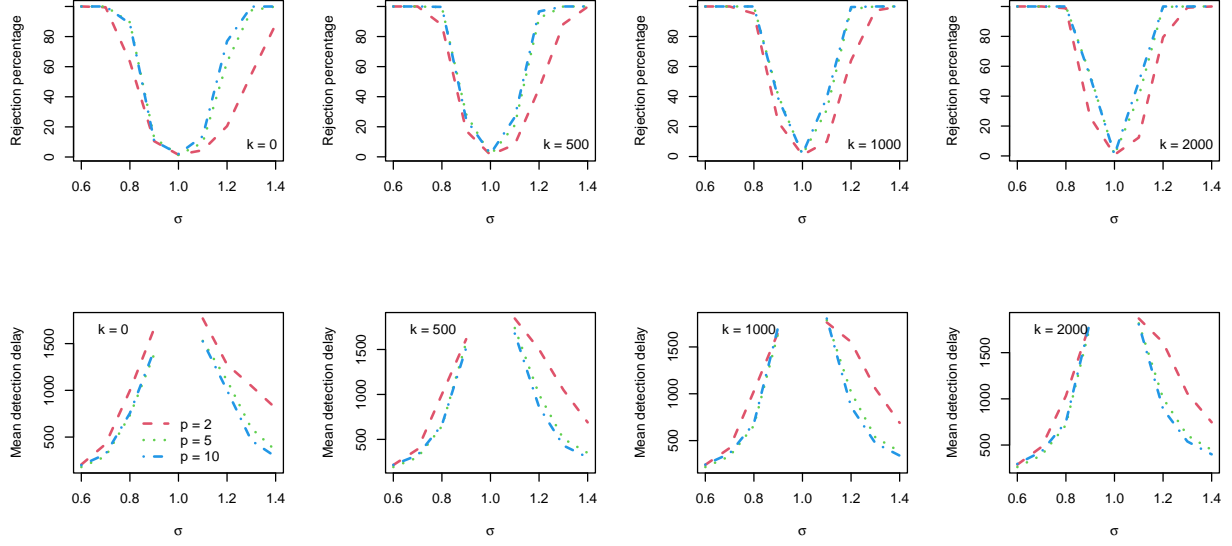 Rejection percentage
0 20 40 60 80
k = 0
0.6 0.8 1.0 1.2 1.4
σ
Rejection percentage
0 20 40 60 80
k = 500
0.6 0.8 1.0 1.2 1.4
σ
Rejection percentage
0 20 40 60 80
k = 1000
0.6 0.8 1.0 1.2 1.4
σ
Rejection percentage
0 20 40 60 80
k = 2000
0.6 0.8 1.0 1.2 1.4
σ
Mean detection delay
500 1000 1500
k = 0
p = 2
p = 5
p = 10
0.6 0.8 1.0 1.2 1.4
σ
Mean detection delay
500 1000 1500
k = 500
0.6 0.8 1.0 1.2 1.4
σ
Mean detection delay
500 1000 1500
k = 1000
0.6 0.8 1.0 1.2 1.4
σ
Mean detection delay
500 1000 1500
k = 2000
0.6 0.8 1.0 1.2 1.4
σ